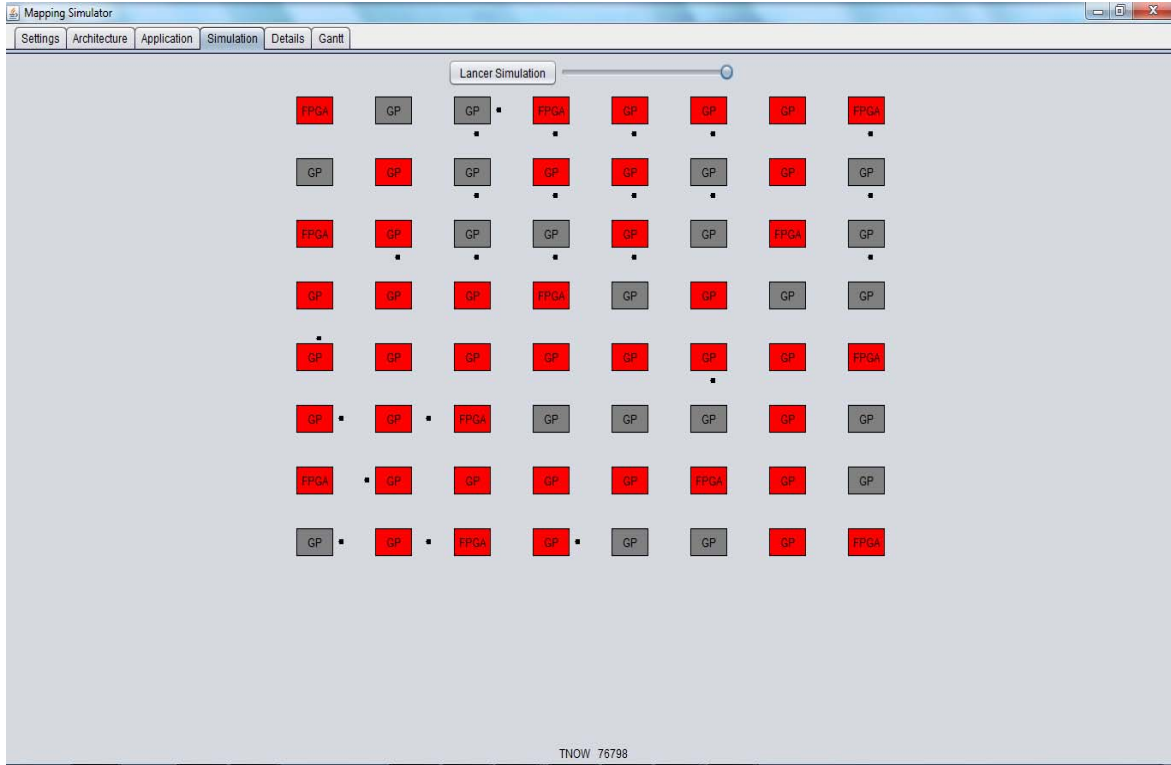 Mapping Simulator
Settings Architecture Application Simulation Details Gantt
Lancer Simulation
FPGA GP GP FPGA GP GP GP FPGA
GP GP GP GP GP GP GP GP
FPGA GP GP GP GP GP FPGA GP
GP GP GP FPGA GP GP GP GP
GP GP GP GP GP GP GP FPGA
GP GP FPGA GP GP GP GP GP
FPGA GP GP GP GP FPGA GP GP
GP GP FPGA GP GP GP GP FPGA
TNOW 76798